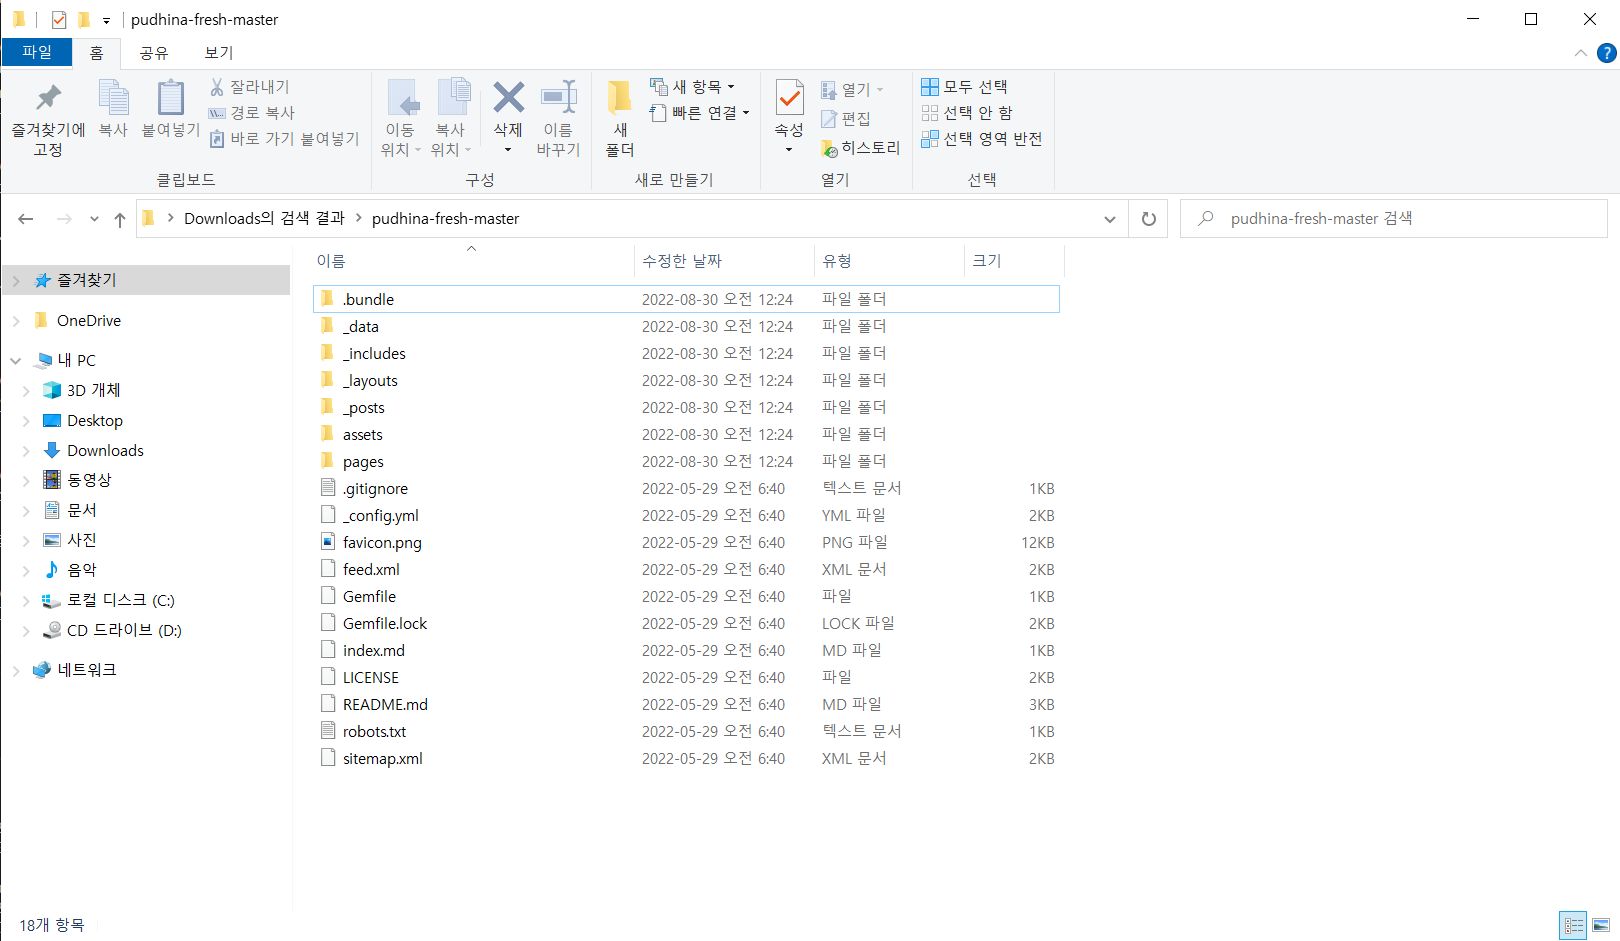 pudhina-fresh-master
파일 홈 공유 보기
즐겨찾기에 고정
복사
붙여넣기
잘라내기
경로 복사
바로 가기 붙여넣기
클립보드
이동 위치
복사 위치
삭제
이름 바꾸기
구성
새 폴더
새 항목
빠른 연결
새로 만들기
속성
열기
편집
히스토리
열기
모두 선택
선택 안 함
선택 영역 반전
선택
Downloads의 검색 결과 > pudhina-fresh-master
pudhina-fresh-master 검색
즐겨찾기
OneDrive
내 PC
3D 개체
Desktop
Downloads
동영상
문서
사진
음악
로컬 디스크 (C:)
CD 드라이브 (D:)
네트워크
이름 수정한 날짜 유형 크기
.bundle 2022-08-30 오전 12:24 파일 폴더
_data 2022-08-30 오전 12:24 파일 폴더
_includes 2022-08-30 오전 12:24 파일 폴더
_layouts 2022-08-30 오전 12:24 파일 폴더
_posts 2022-08-30 오전 12:24 파일 폴더
assets 2022-08-30 오전 12:24 파일 폴더
pages 2022-08-30 오전 12:24 파일 폴더
.gitignore 2022-05-29 오전 6:40 텍스트 문서 1KB
_config.yml 2022-05-29 오전 6:40 YML 파일 2KB
favicon.png 2022-05-29 오전 6:40 PNG 파일 12KB
feed.xml 2022-05-29 오전 6:40 XML 문서 2KB
Gemfile 2022-05-29 오전 6:40 파일 1KB
Gemfile.lock 2022-05-29 오전 6:40 LOCK 파일 2KB
index.md 2022-05-29 오전 6:40 MD 파일 1KB
LICENSE 2022-05-29 오전 6:40 파일 2KB
README.md 2022-05-29 오전 6:40 MD 파일 3KB
robots.txt 2022-05-29 오전 6:40 텍스트 문서 1KB
sitemap.xml 2022-05-29 오전 6:40 XML 문서 2KB
18개 항목